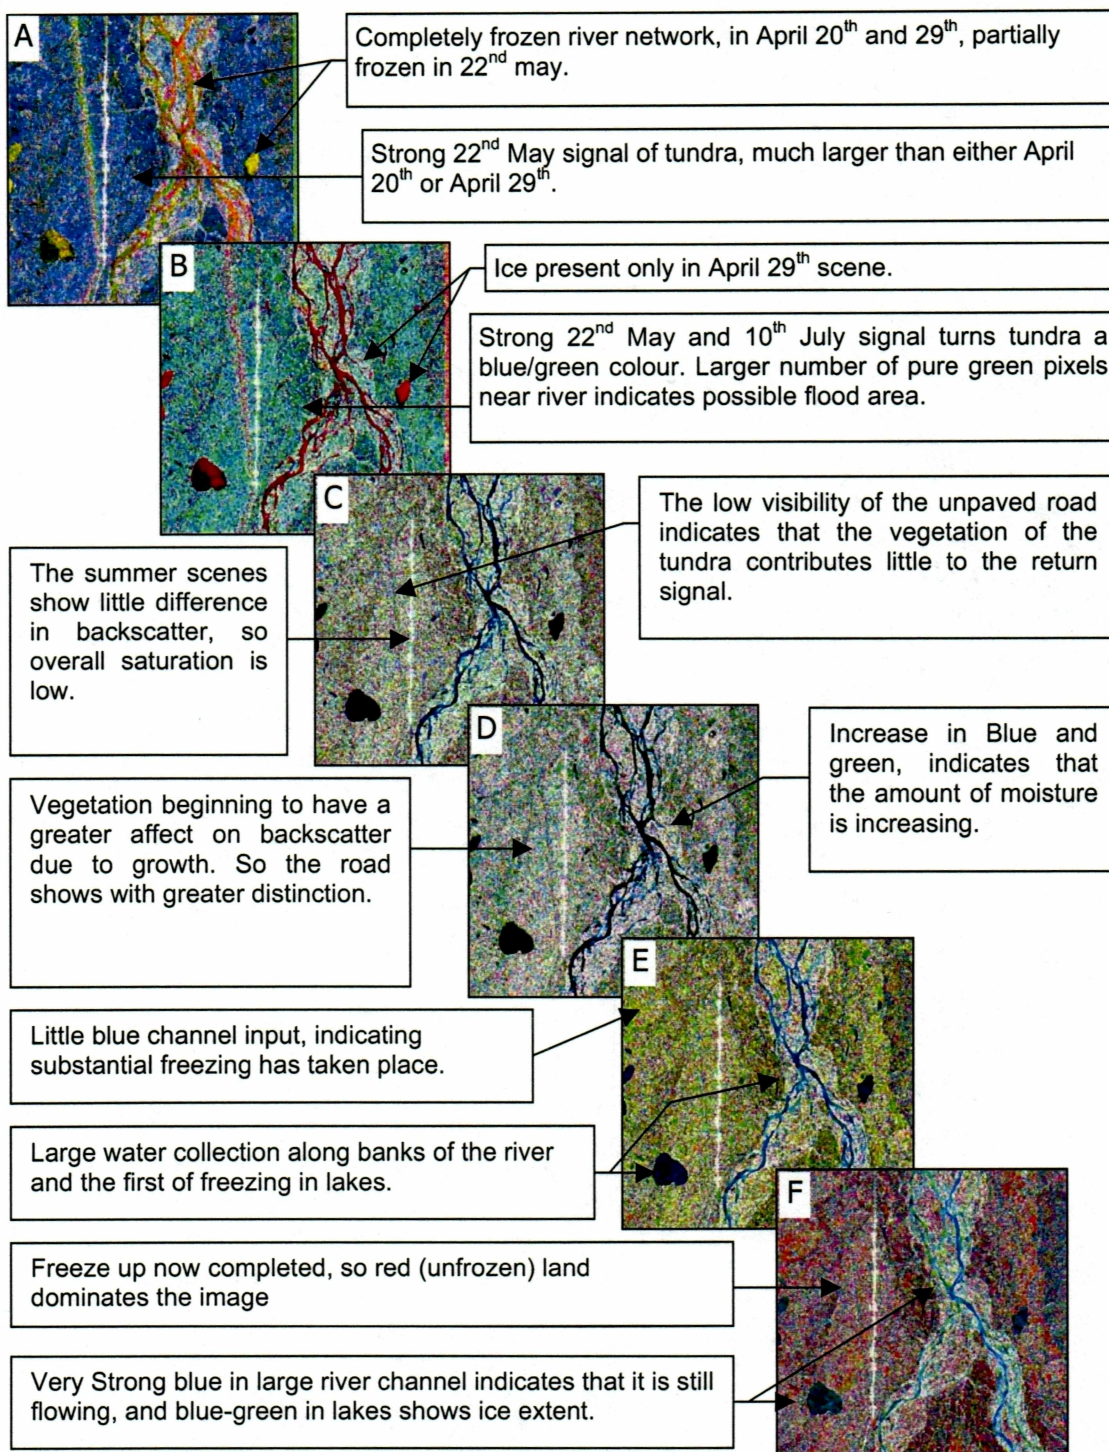 A
Completely frozen river network, in April 20th and 29th, partially
frozen in 22nd may.
Strong 22nd May signal of tundra, much larger than either April
20th or April 29th.
B
Ice present only in April 29th scene.
Strong 22nd May and 10th July signal turns tundra a
blue/green colour. Larger number of pure green pixels
near river indicates possible flood area.
C
The low visibility of the unpaved road
indicates that the vegetation of the
tundra contributes little to the return
signal.
The summer scenes
show little difference
in backscatter, so
overall saturation is
low.
D
Increase in Blue and
green, indicates that
the amount of moisture
is increasing.
Vegetation beginning to have a
greater affect on backscatter
due to growth. So the road
shows with greater distinction.
E
Little blue channel input, indicating
substantial freezing has taken place.
Large water collection along banks of the river
and the first of freezing in lakes.
F
Freeze up now completed, so red (unfrozen) land
dominates the image
Very Strong blue in large river channel indicates that it is still
flowing, and blue-green in lakes shows ice extent.